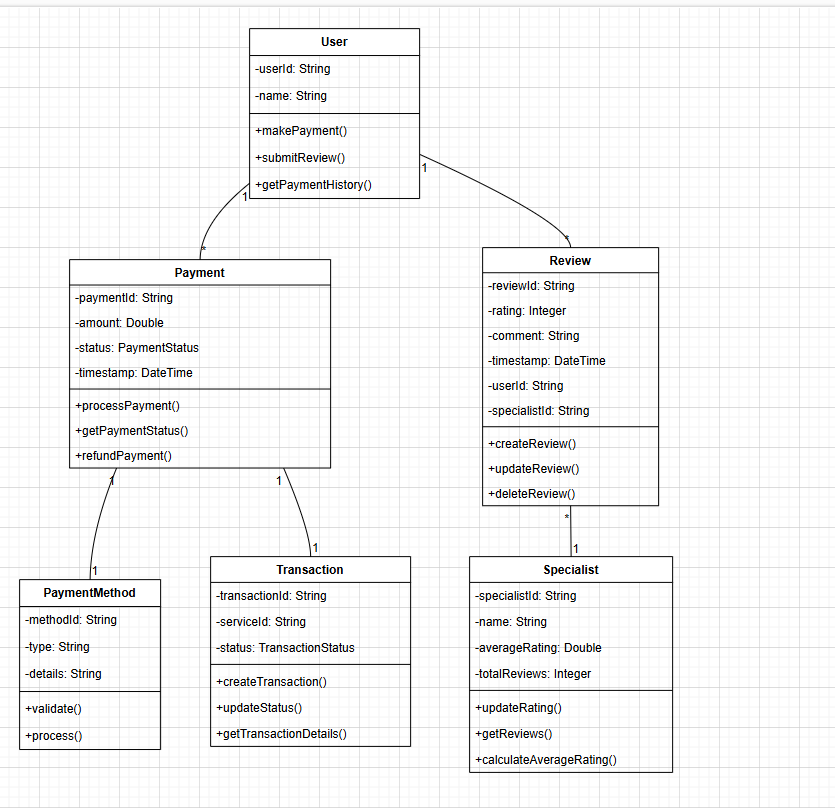 User
-userId: String
-name: String
+makePayment()
+submitReview()
+getPaymentHistory()
1
1
*
*
Payment
-paymentId: String
-amount: Double
-status: PaymentStatus
-timestamp: DateTime
+processPayment()
+getPaymentStatus()
+refundPayment()
1
1
Review
-reviewId: String
-rating: Integer
-comment: String
-timestamp: DateTime
-userId: String
-specialistId: String
+createReview()
+updateReview()
+deleteReview()
*
1
1
1
PaymentMethod
-methodId: String
-type: String
-details: String
+validate()
+process()
Transaction
-transactionId: String
-serviceId: String
-status: TransactionStatus
+createTransaction()
+updateStatus()
+getTransactionDetails()
Specialist
-specialistId: String
-name: String
-averageRating: Double
-totalReviews: Integer
+updateRating()
+getReviews()
+calculateAverageRating()